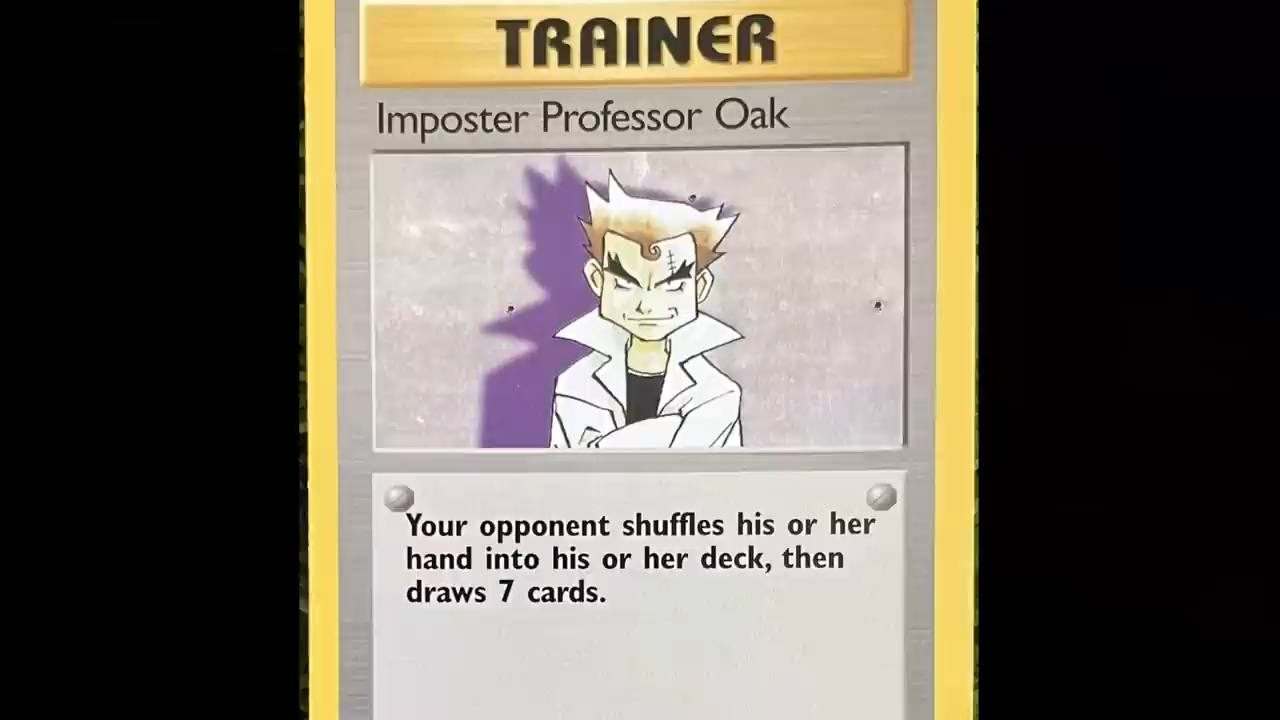 TRAINER
Imposter Professor Oak
Your opponent shuffles his or her
hand into his or her deck, then
draws 7 cards.